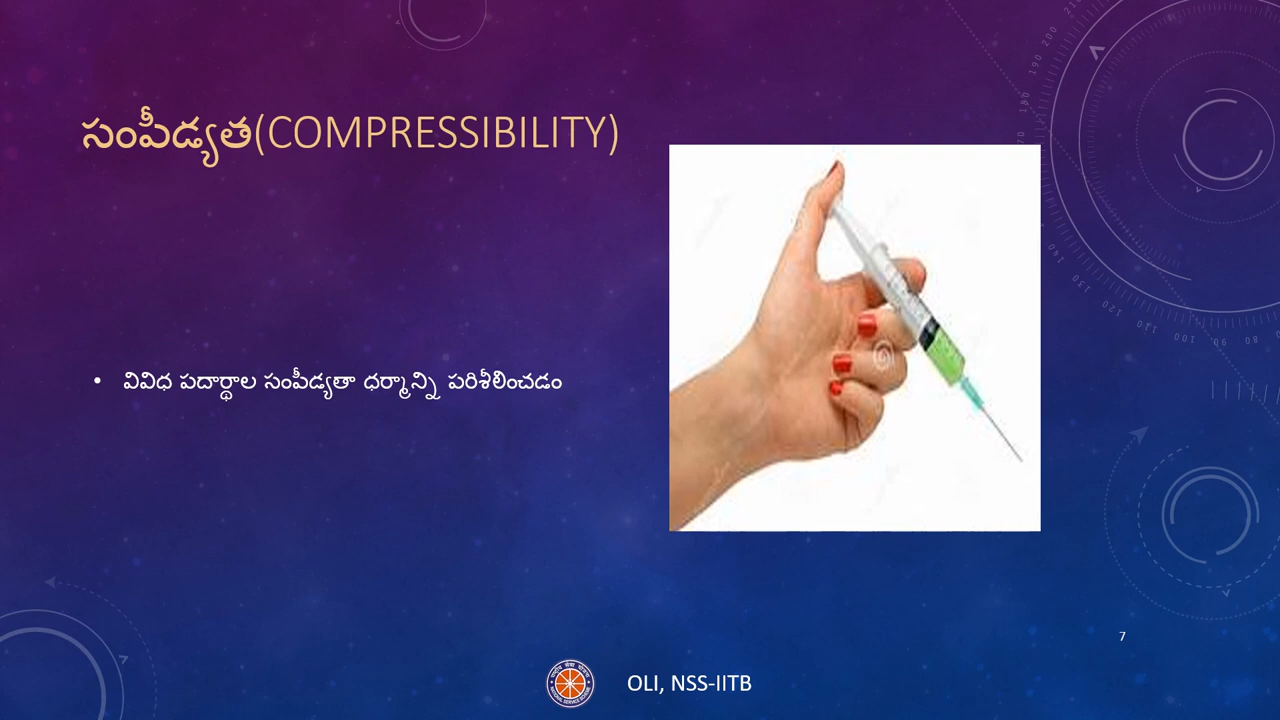 సంపీడ్యత(COMPRESSIBILITY)
• వివిధ పదార్థాల సంపీడ్యతా ధర్మాన్ని పరిశీలించడం
7
OLI, NSS-IITB